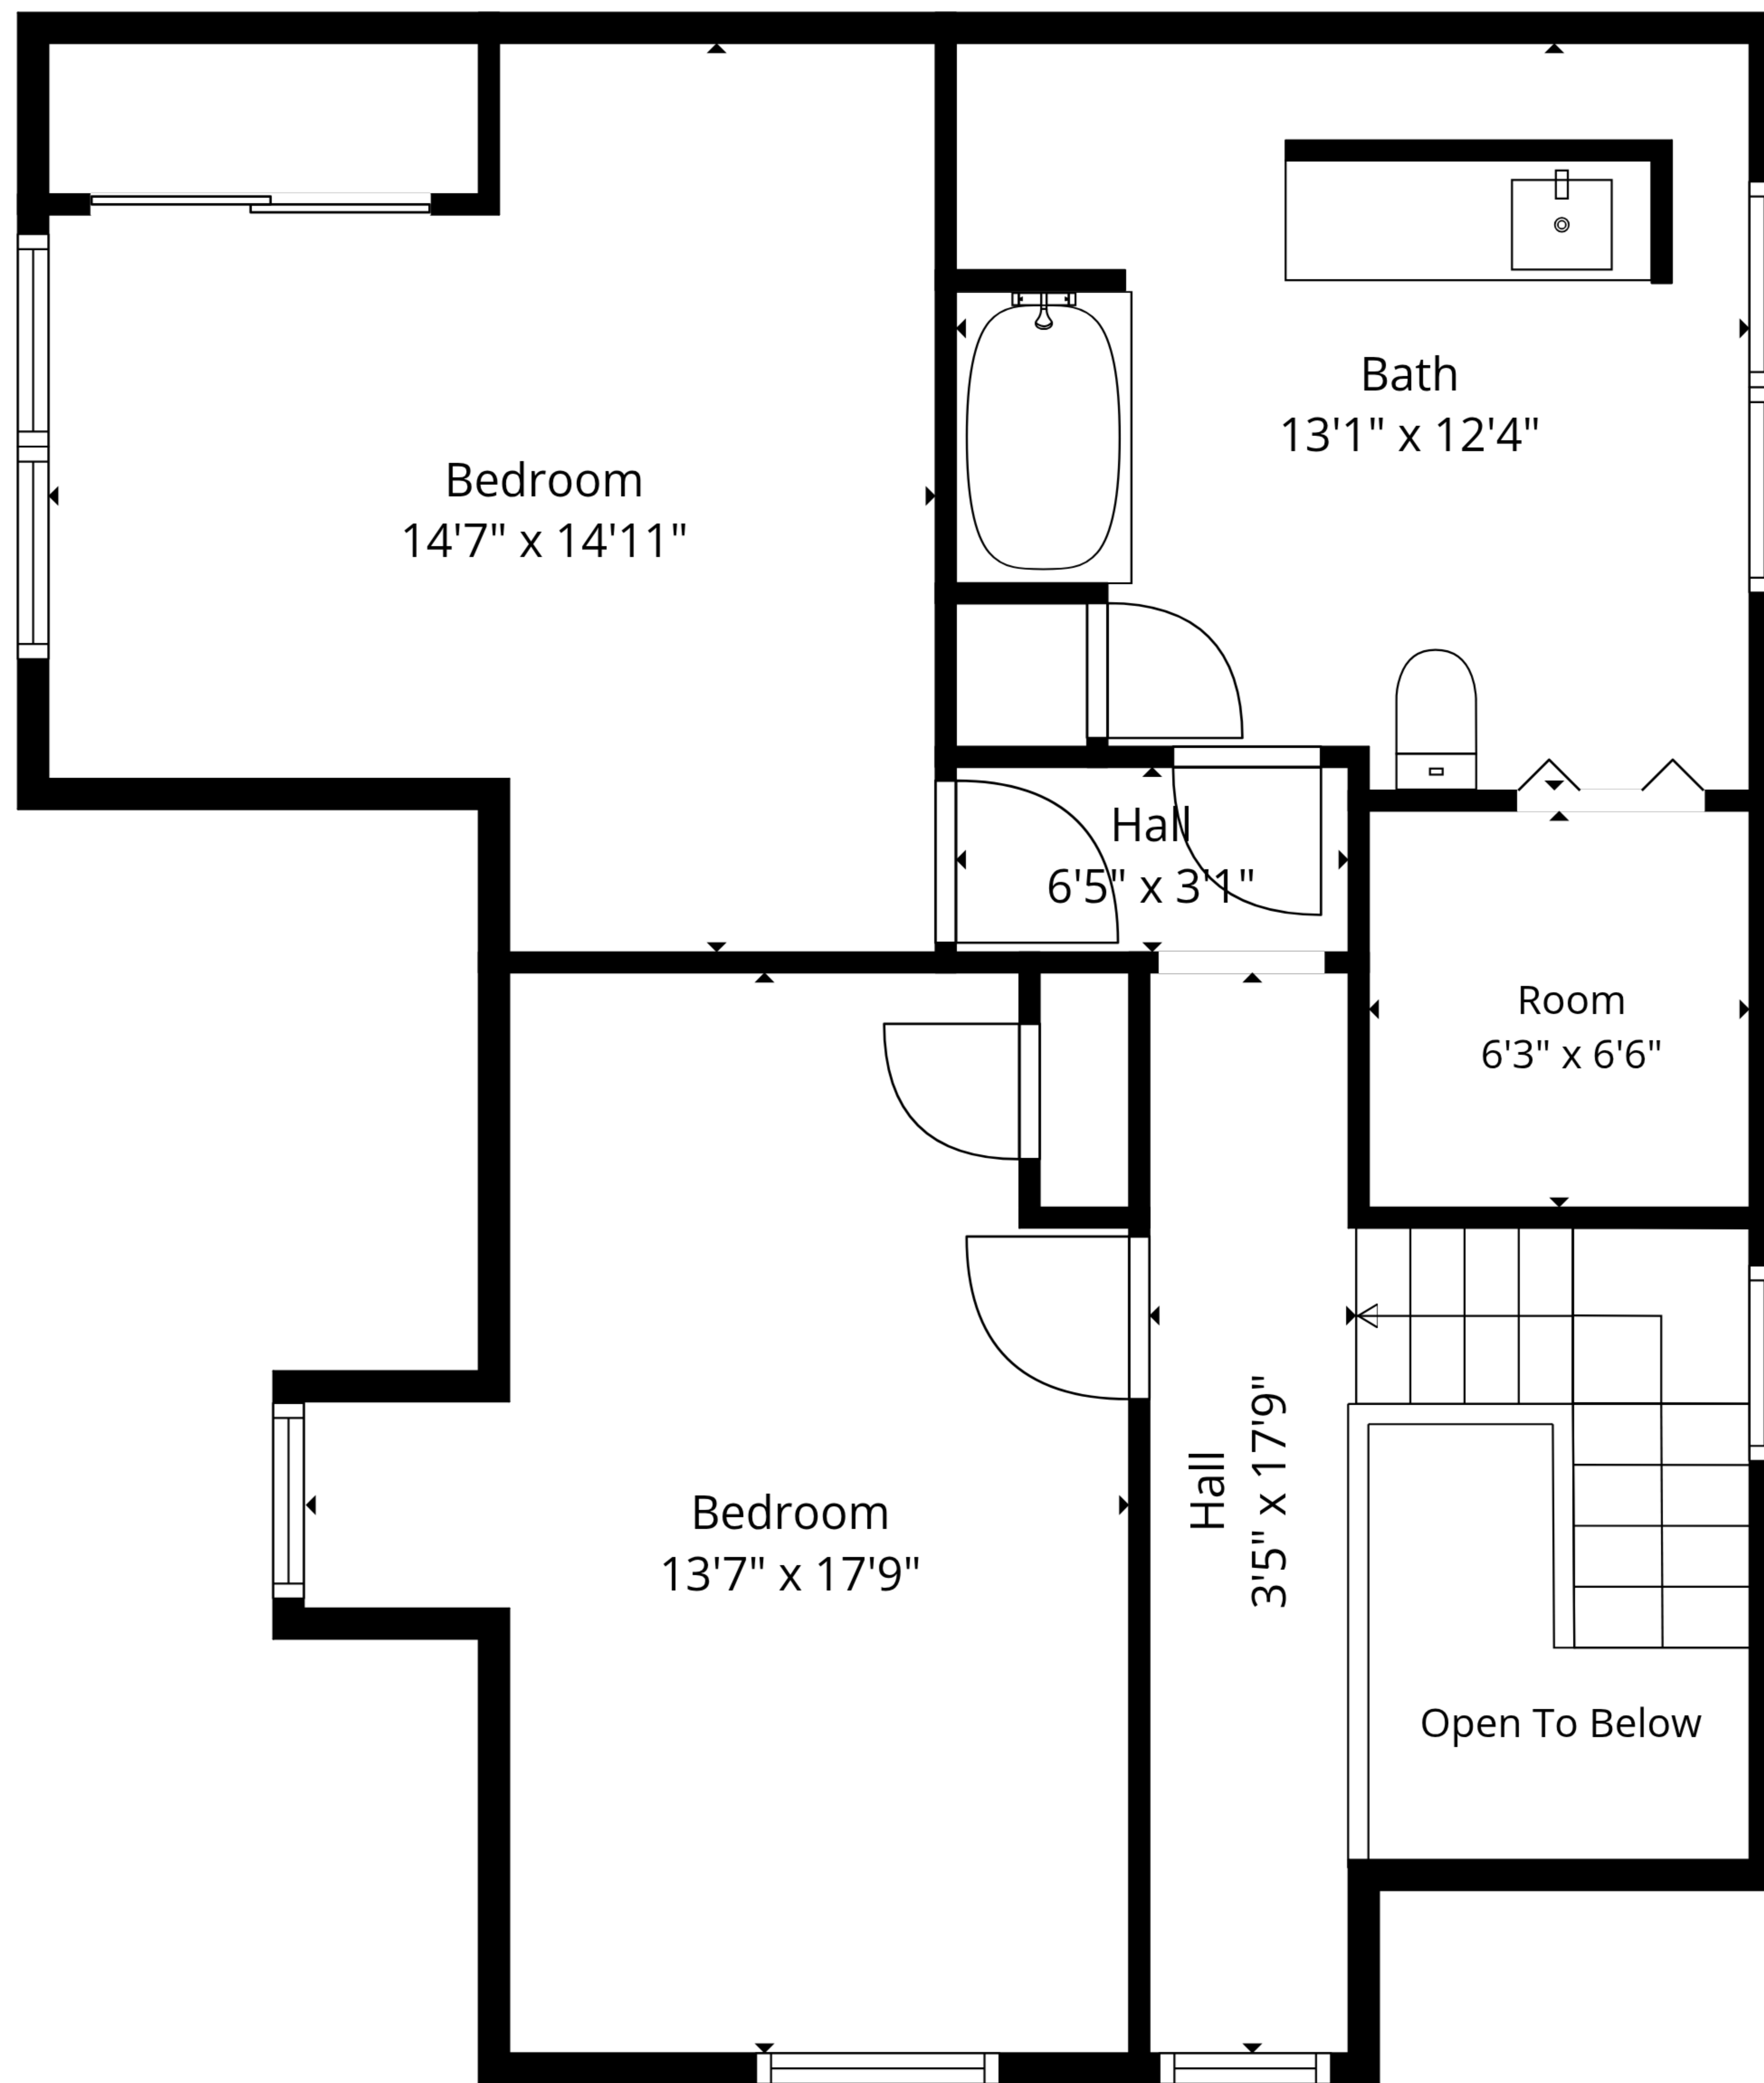 Bath
13'1" x 12'4"
Bedroom
14'7" x 14'11"
Hall
6'5" x 3'1"
Room
6'3" x 6'6"
Hall
3'5" x 17'9"
Bedroom
13'7" x 17'9"
Open To Below